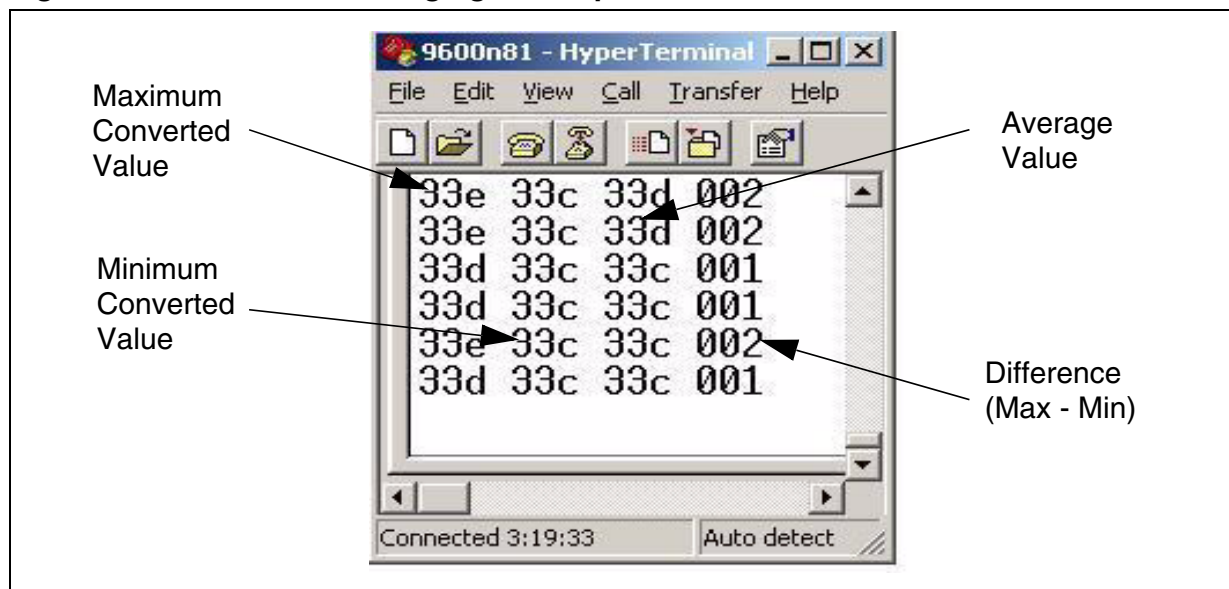 9600n81 - HyperTerminal
File Edit View Call Transfer Help
Maximum
Converted
Value
Average
Value
33e 33c 33d 002
33e 33c 33d 002
33d 33c 33c 001
33d 33c 33c 001
33e 33c 33c 002
33d 33c 33c 001
Minimum
Converted
Value
Difference
(Max - Min)
Connected 3:19:33
Auto detect